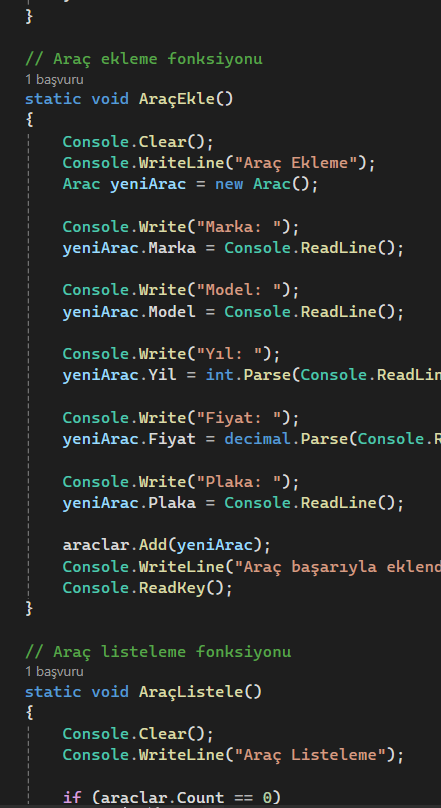 }
// Araç ekleme fonksiyonu
1 başvuru
static void AraçEkle()
{
Console.Clear();
Console.WriteLine("Araç Ekleme");
Arac yeniArac = new Arac();
Console.Write("Marka: ");
yeniArac.Marka = Console.ReadLine();
Console.Write("Model: ");
yeniArac.Model = Console.ReadLine();
Console.Write("Yıl: ");
yeniArac.Yil = int.Parse(Console.ReadLin
Console.Write("Fiyat: ");
yeniArac.Fiyat = decimal.Parse(Console.R
Console.Write("Plaka: ");
yeniArac.Plaka = Console.ReadLine();
araclar.Add(yeniArac);
Console.WriteLine("Araç başarıyla eklend
Console.ReadKey();
}
// Araç listeleme fonksiyonu
1 başvuru
static void AraçListele()
{
Console.Clear();
Console.WriteLine("Araç Listeleme");
if (araclar.Count == 0)